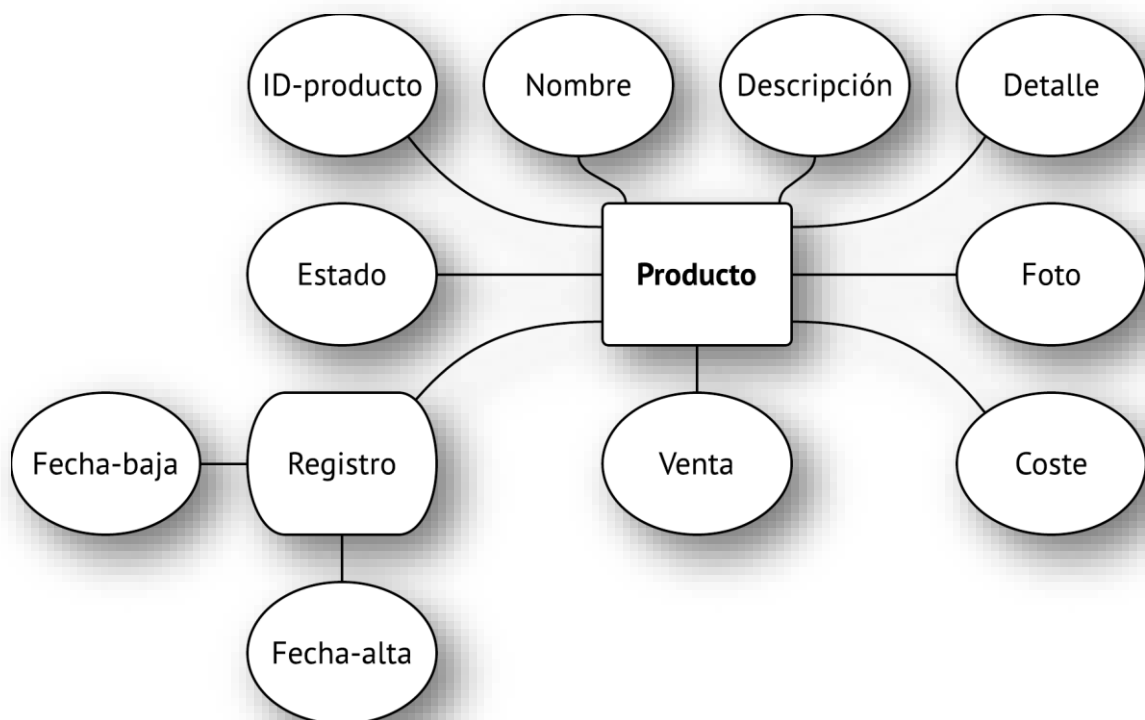 ID-producto
Nombre
Descripción
Detalle
Estado
Producto
Foto
Fecha-baja
Registro
Venta
Coste
Fecha-alta